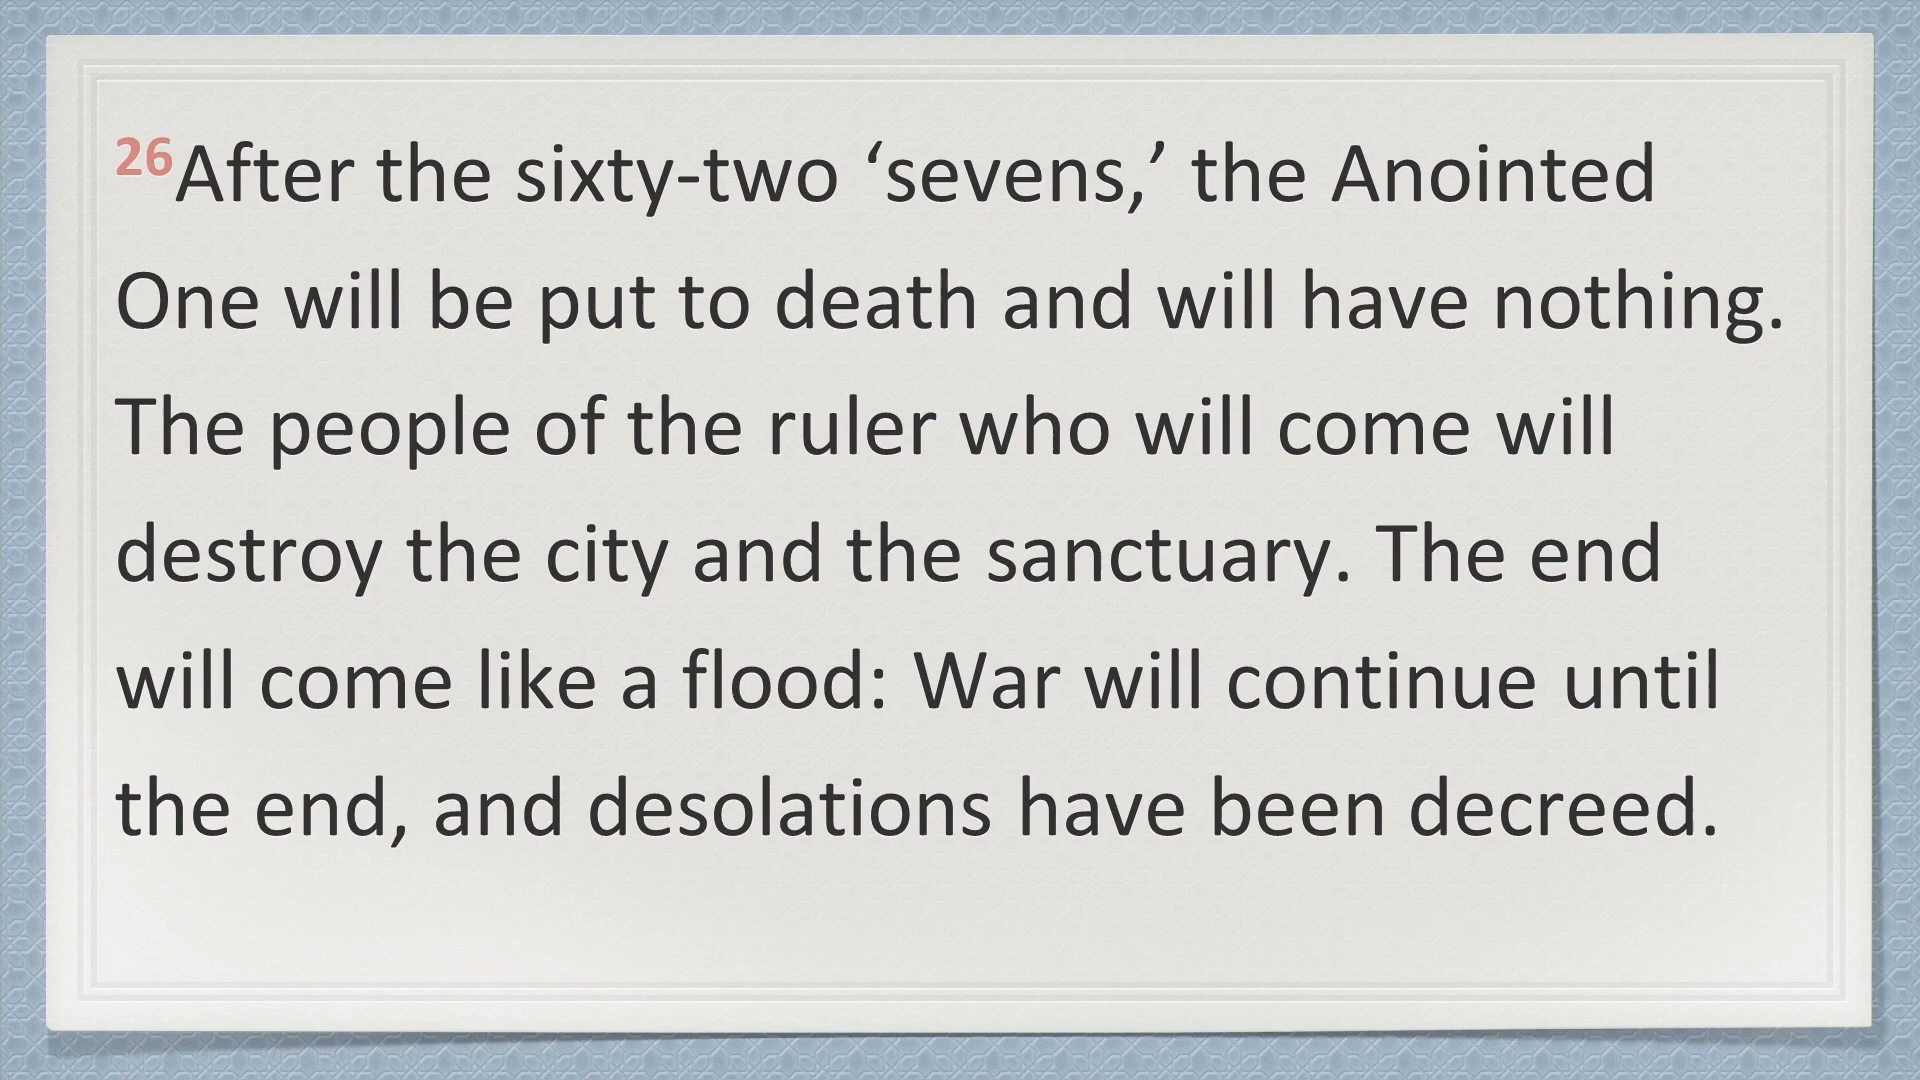 26After the sixty-two ‘sevens,’ the Anointed
One will be put to death and will have nothing.
The people of the ruler who will come will
destroy the city and the sanctuary. The end
will come like a flood: War will continue until
the end, and desolations have been decreed.